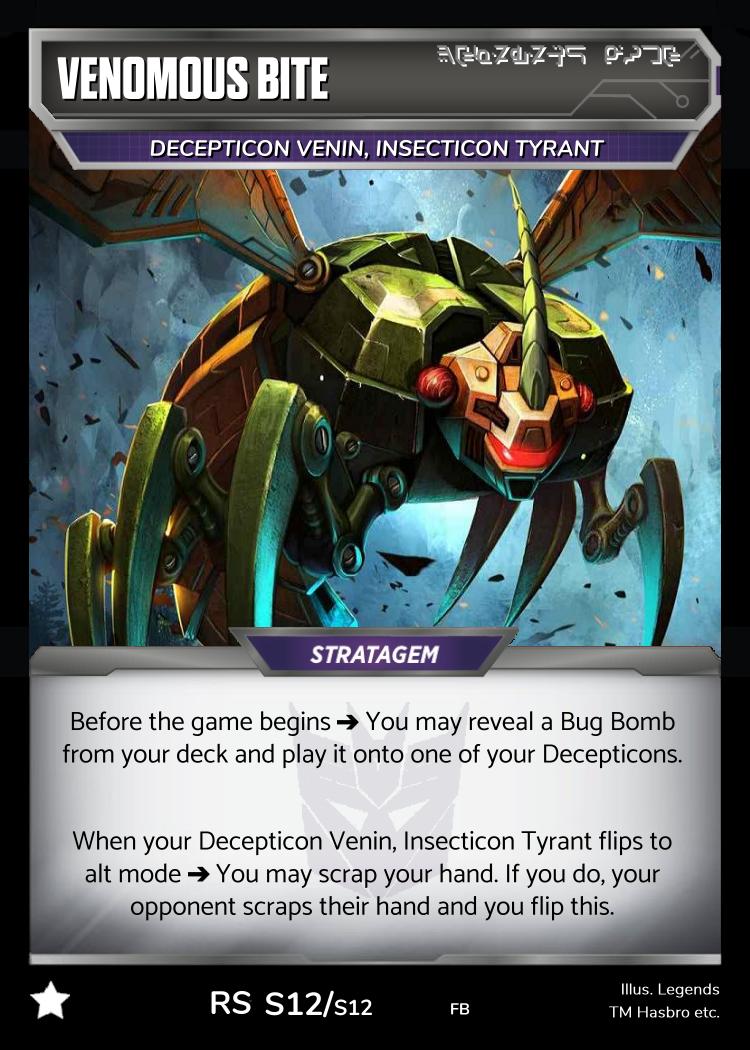 VENOMOUS BITE
DECEPTICON VENIN, INSECTICON TYRANT
STRATAGEM
Before the game begins ➔ You may reveal a Bug Bomb
from your deck and play it onto one of your Decepticons.
When your Decepticon Venin, Insecticon Tyrant flips to
alt mode ➔ You may scrap your hand. If you do, your
opponent scraps their hand and you flip this.
RS S12/S12
FB
Illus. Legends
TM Hasbro etc.